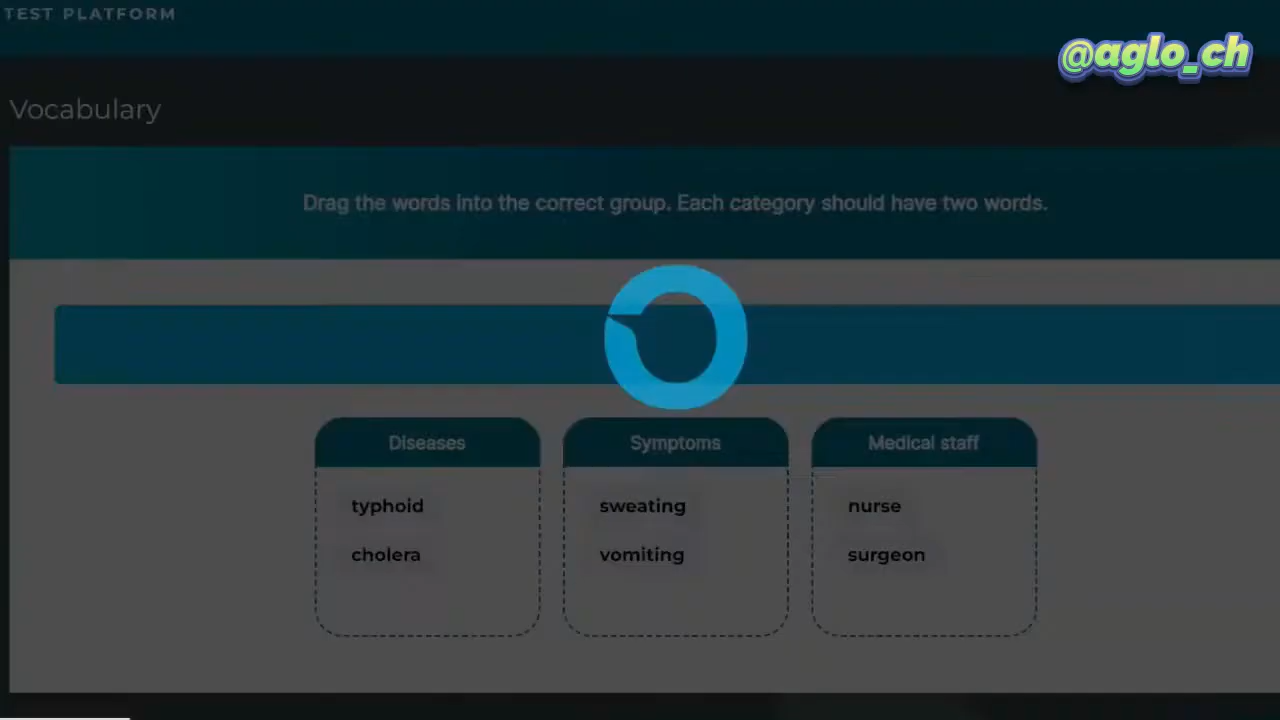 TEST PLATFORM
@aglo_ch
Vocabulary
Drag the words into the correct group. Each category should have two words.
Diseases
Symptoms
Medical staff
typhoid
sweating
nurse
cholera
vomiting
surgeon